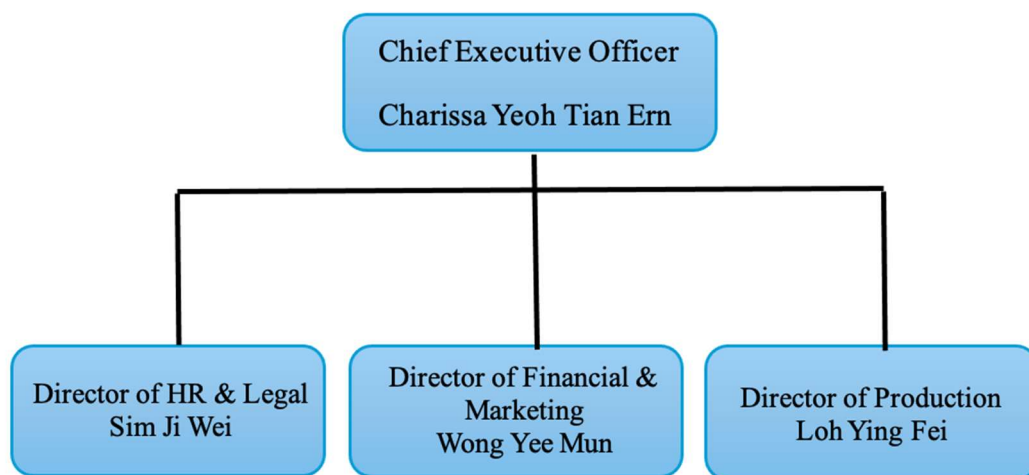 Chief Executive Officer
Charissa Yeoh Tian Ern
Director of HR & Legal
Sim Ji Wei
Director of Financial &
Marketing
Wong Yee Mun
Director of Production
Loh Ying Fei